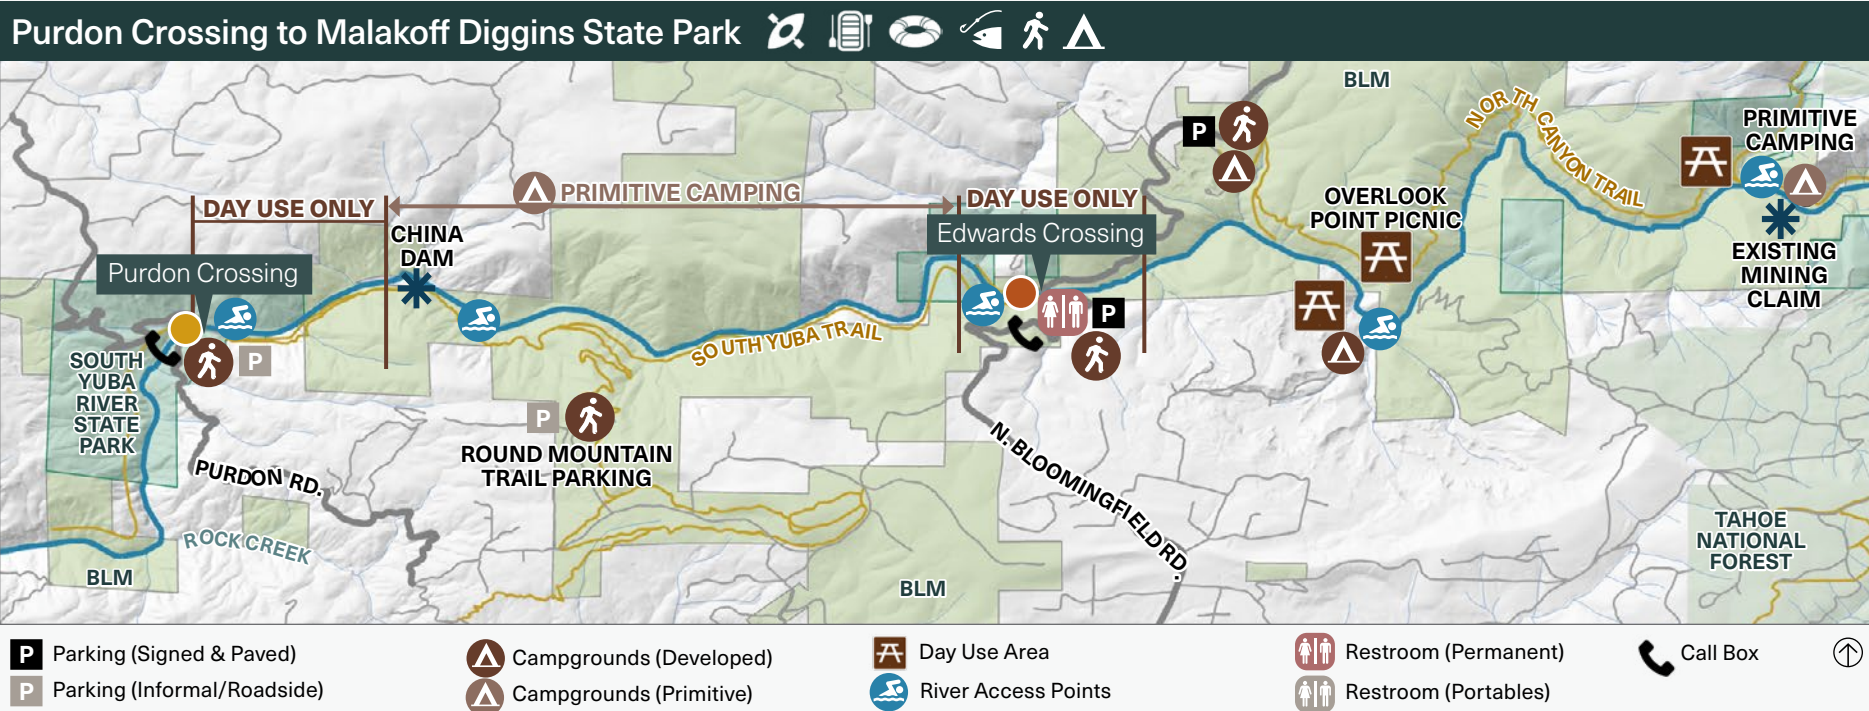 Purdon Crossing to Malakoff Diggins State Park
BLM
NORTH CANYON TRAIL
P
PRIMITIVE
CAMPING
PRIMITIVE CAMPING
DAY USE ONLY
DAY USE ONLY
OVERLOOK
POINT PICNIC
CHINA
DAM
Edwards Crossing
Purdon Crossing
EXISTING
MINING
CLAIM
P
SOUTH YUBA TRAIL
P
SOUTH
YUBA
RIVER
STATE
PARK
P
ROUND MOUNTAIN
TRAIL PARKING
PURDON RD.
N. BLOOMINGFIELD RD.
ROCK CREEK
TAHOE
NATIONAL
FOREST
BLM
BLM
P Parking (Signed & Paved)
P Parking (Informal/Roadside)
Campgrounds (Developed)
Campgrounds (Primitive)
Day Use Area
River Access Points
Restroom (Permanent)
Restroom (Portables)
Call Box